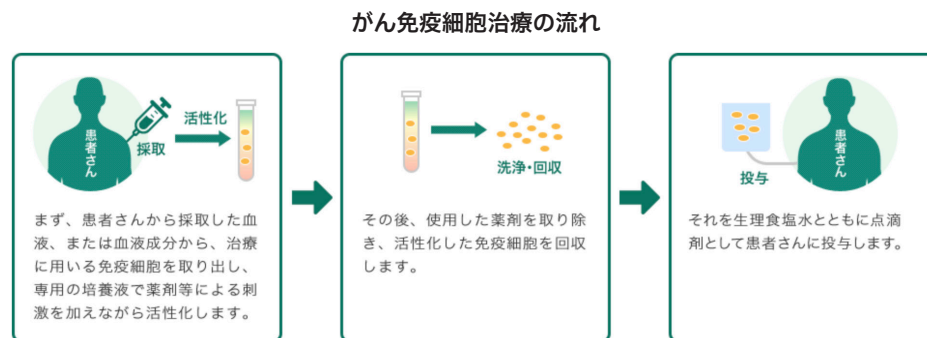 がん免疫細胞治療の流れ
患者さん
採取
活性化
まず、患者さんから採取した血
液、または血液成分から、治療
に用いる免疫細胞を取り出し、
専用の培養液で薬剤等による刺
激を加えながら活性化します。
洗浄・回収
その後、使用した薬剤を取り除
き、活性化した免疫細胞を回収
します。
患者さん
投与
それを生理食塩水とともに点滴
剤として患者さんに投与します。